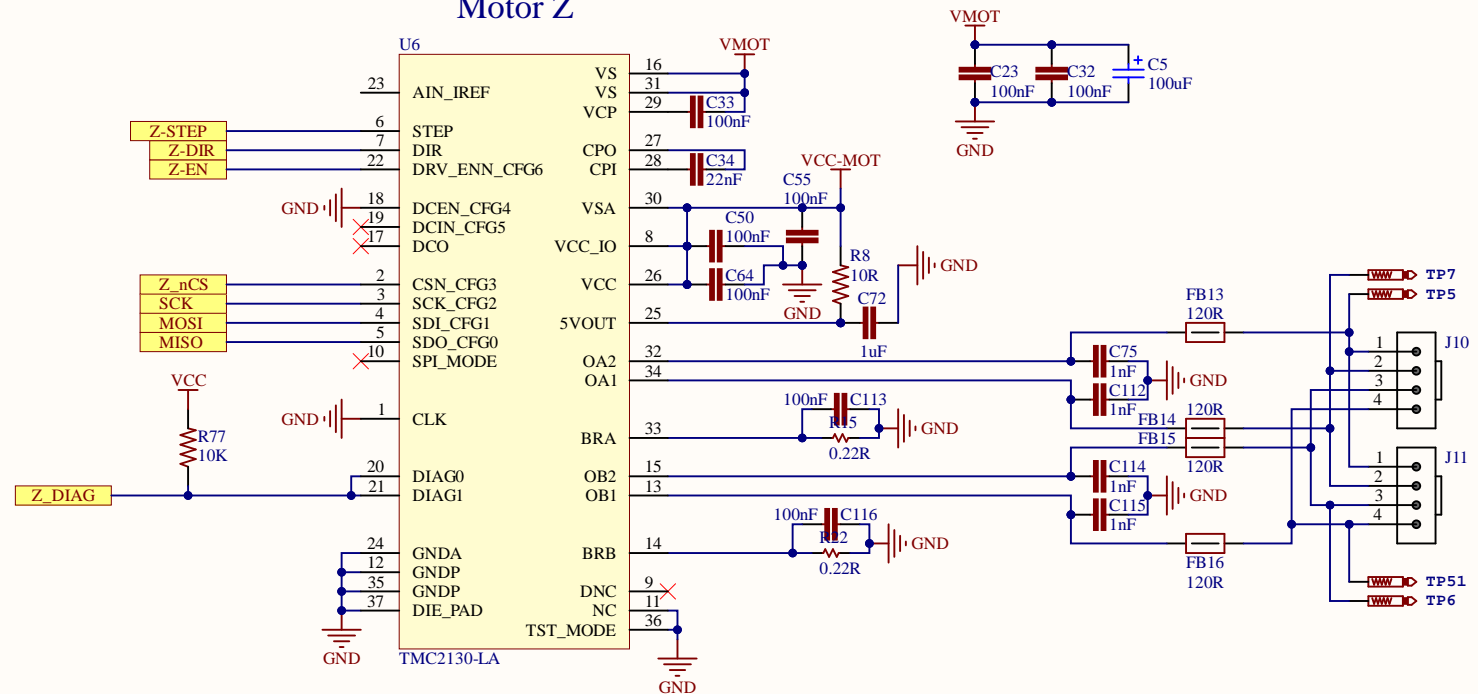 Motor Z
U6
VMOT
VMOT
C23
100nF
C32
100nF
+
C5
100uF
GND
23
AIN_IREF
6
STEP
7
DIR
22
DRV_ENN_CFG6
18
DCEN_CFG4
19
DCIN_CFG5
17
DCO
2
CSN_CFG3
3
SCK_CFG2
4
SDI_CFG1
5
SDO_CFG0
10
SPI_MODE
1
CLK
20
DIAG0
21
DIAG1
24
GNDA
12
GNDP
35
GNDP
37
DIE_PAD
Z-STEP
Z-DIR
Z-EN
GND
Z_nCS
SCK
MOSI
MISO
VCC
GND
R77
10K
Z_DIAG
GND
TMC2130-LA
VS
16
VS
31
VCP
29
CPO
27
CPI
28
VSA
30
VCC_IO
8
VCC
26
5VOUT
25
OA2
32
OA1
34
BRA
33
OB2
15
OB1
13
BRB
14
DNC
9
NC
11
TST_MODE
36
GND
C33
100nF
C34
22nF
VCC-MOT
C55
100nF
C50
100nF
C64
100nF
GND
R8
10R
C72
1uF
GND
C75
1nF
C112
1nF
GND
100nF
C113
R15
0.22R
GND
C114
1nF
C115
1nF
GND
100nF
C116
R22
0.22R
GND
FB13
120R
120R
FB14
FB15
120R
FB16
120R
TP7
TP5
J10
1
2
3
4
J11
1
2
3
4
TP51
TP6